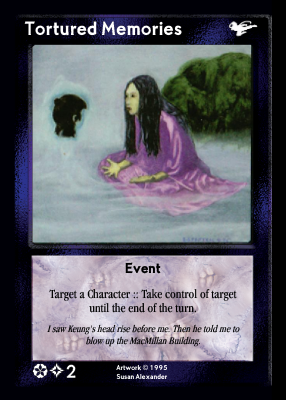 Tortured Memories
Event
Target a Character :: Take control of target
until the end of the turn.
I saw Keung's head rise before me. Then he told me to
blow up the MacMillan Building.
2
Artwork © 1995
Susan Alexander